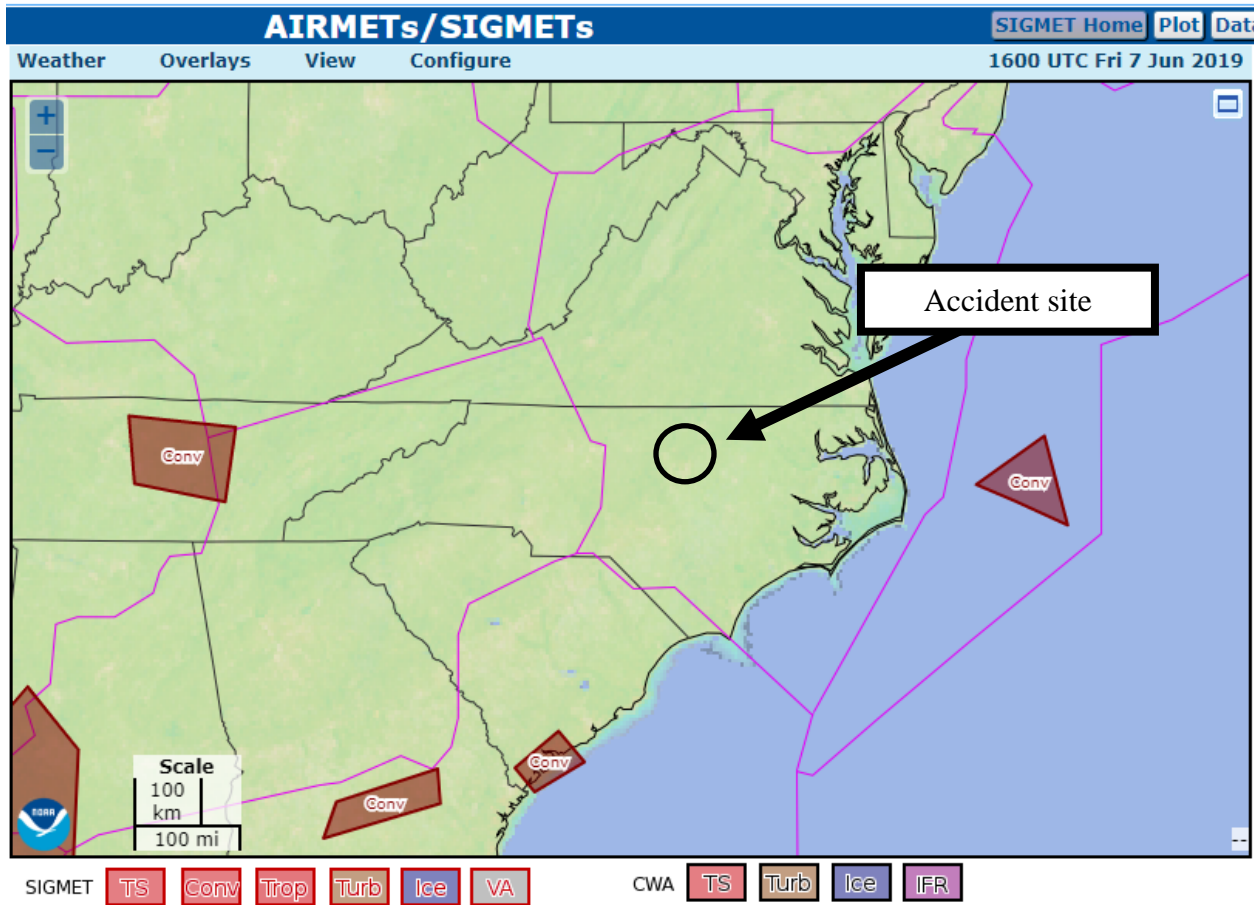 AIRMETs/SIGMETs
SIGMET Home Plot Data
Weather Overlays View Configure
1600 UTC Fri 7 Jun 2019
+
−
Accident site
Conv
Conv
Conv
Conv
Scale
100
km
100 mi
NOAA
--
SIGMET TS Conv Trop Turb Ice VA
CWA TS Turb Ice IFR